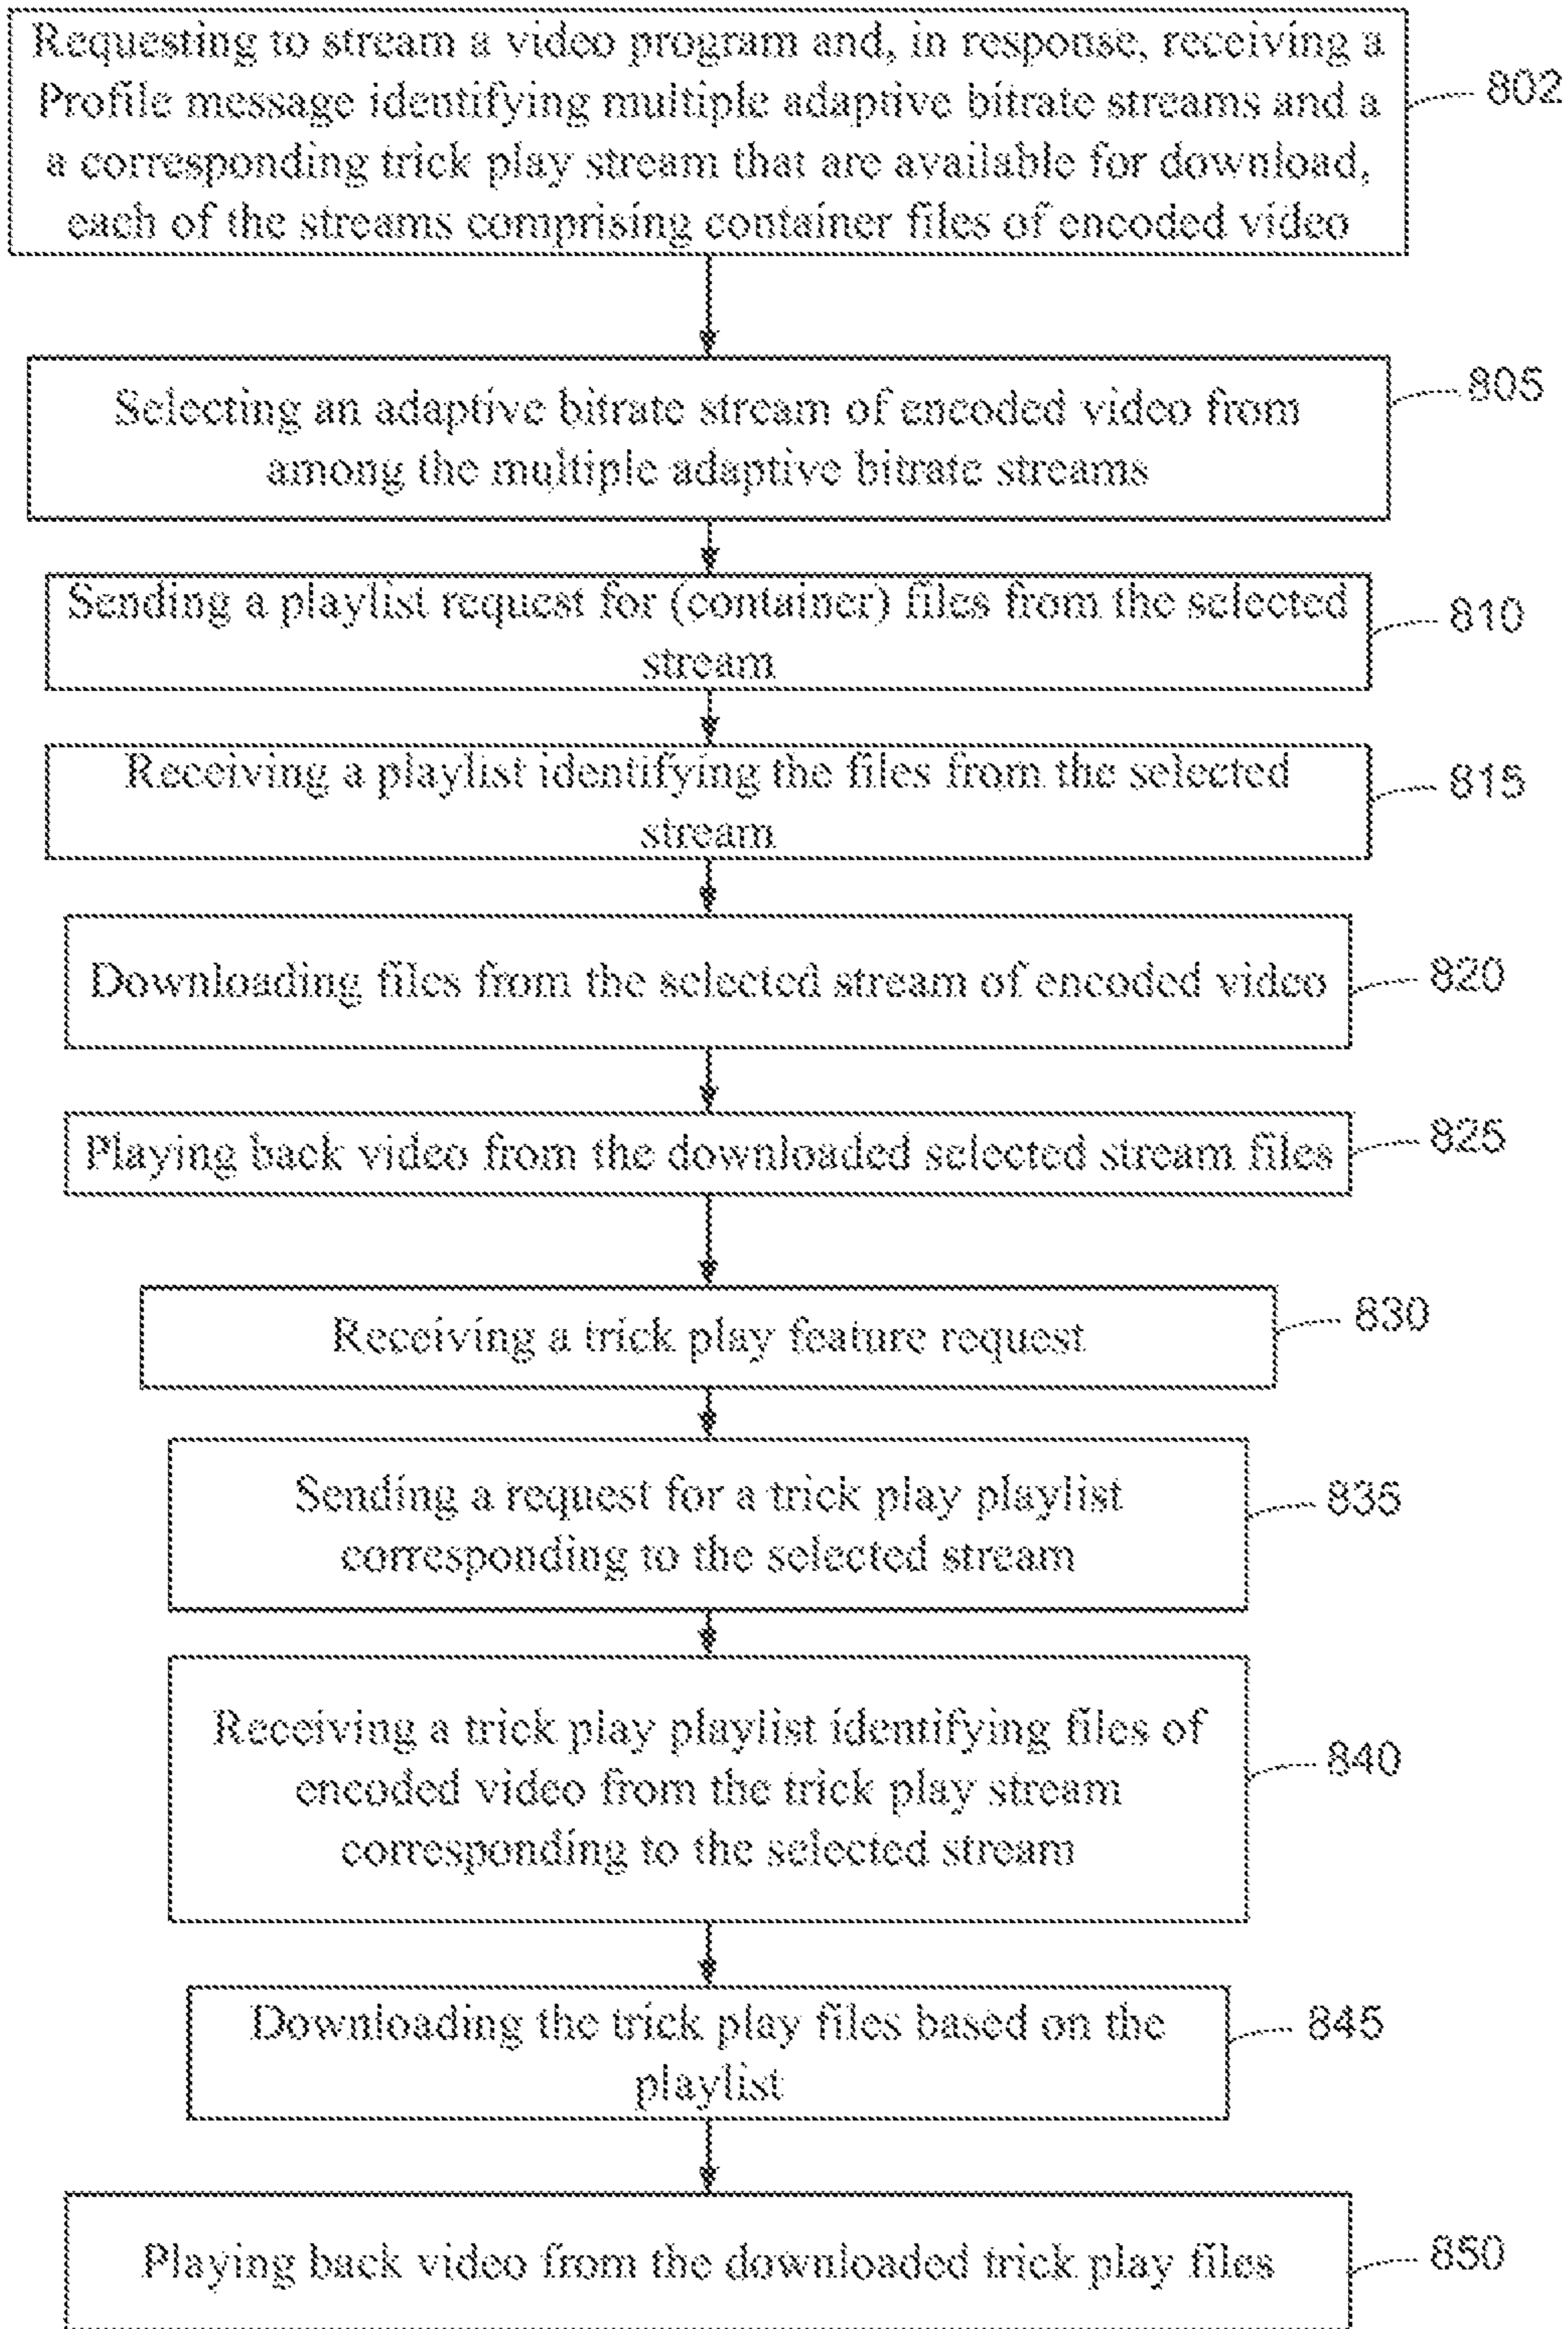 Requesting to stream a video program and, in response, receiving a
Profile message identifying multiple adaptive bitrate streams and a
a corresponding trick play stream that are available for download,
each of the streams comprising container files of encoded video
802
Selecting an adaptive bitrate stream of encoded video from
among the multiple adaptive bitrate streams
805
Sending a playlist request for (container) files from the selected
stream
810
Receiving a playlist identifying the files from the selected
stream
815
Downloading files from the selected stream of encoded video
820
Playing back video from the downloaded selected stream files
825
Receiving a trick play feature request
830
Sending a request for a trick play playlist
corresponding to the selected stream
835
Receiving a trick play playlist identifying files of
encoded video from the trick play stream
corresponding to the selected stream
840
Downloading the trick play files based on the
playlist
845
Playing back video from the downloaded trick play files
850